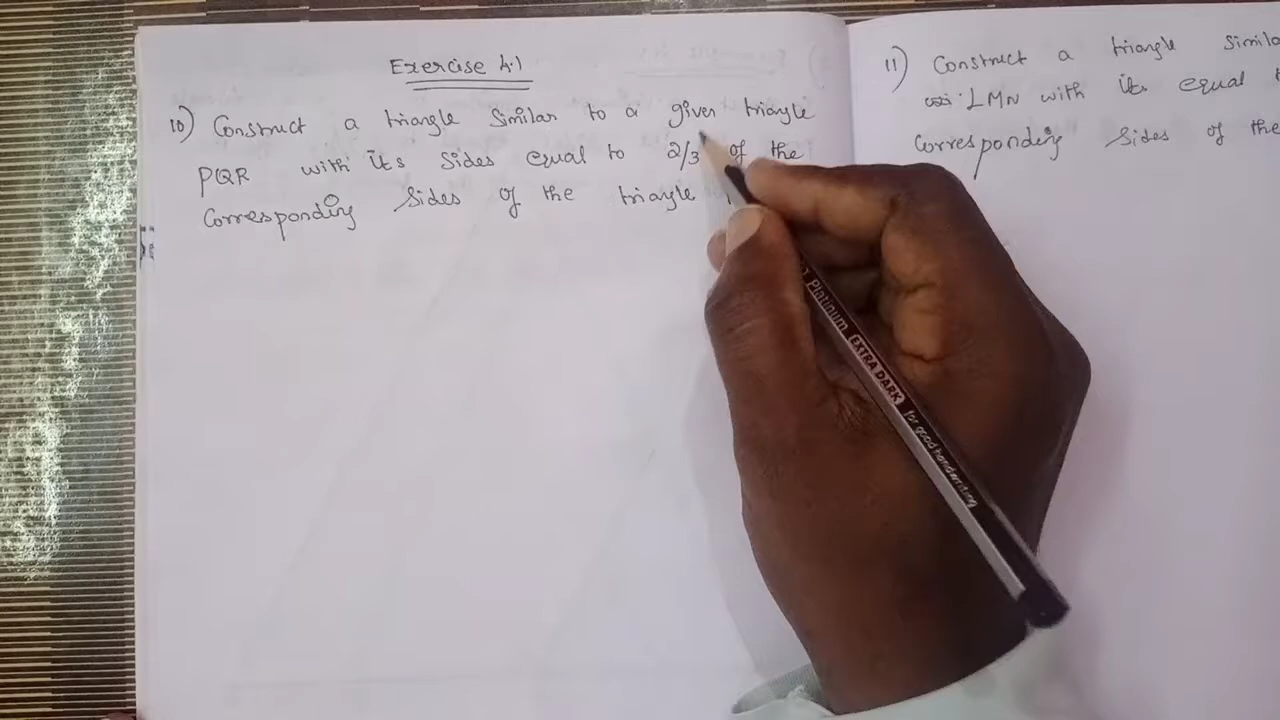 Exercise 4.1
10) Construct a triangle similar to a given triangle
PQR with its sides equal to 2/3 of the
corresponding sides of the triangle
11) Construct a triangle
LMN with its equal
corresponding sides of the
Platinum EXTRA DARK for good handwriting